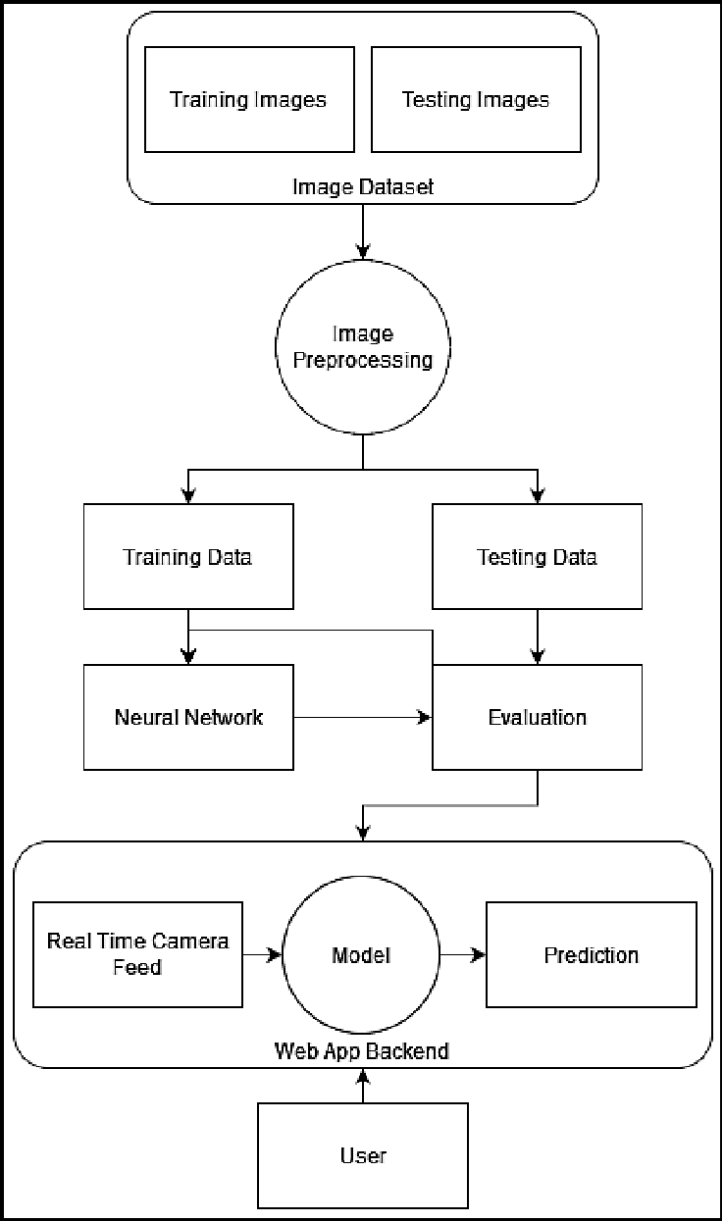 Training Images
Testing Images
Image Dataset
Image
Preprocessing
Training Data
Testing Data
Neural Network
Evaluation
Real Time Camera
Feed
Model
Prediction
Web App Backend
User